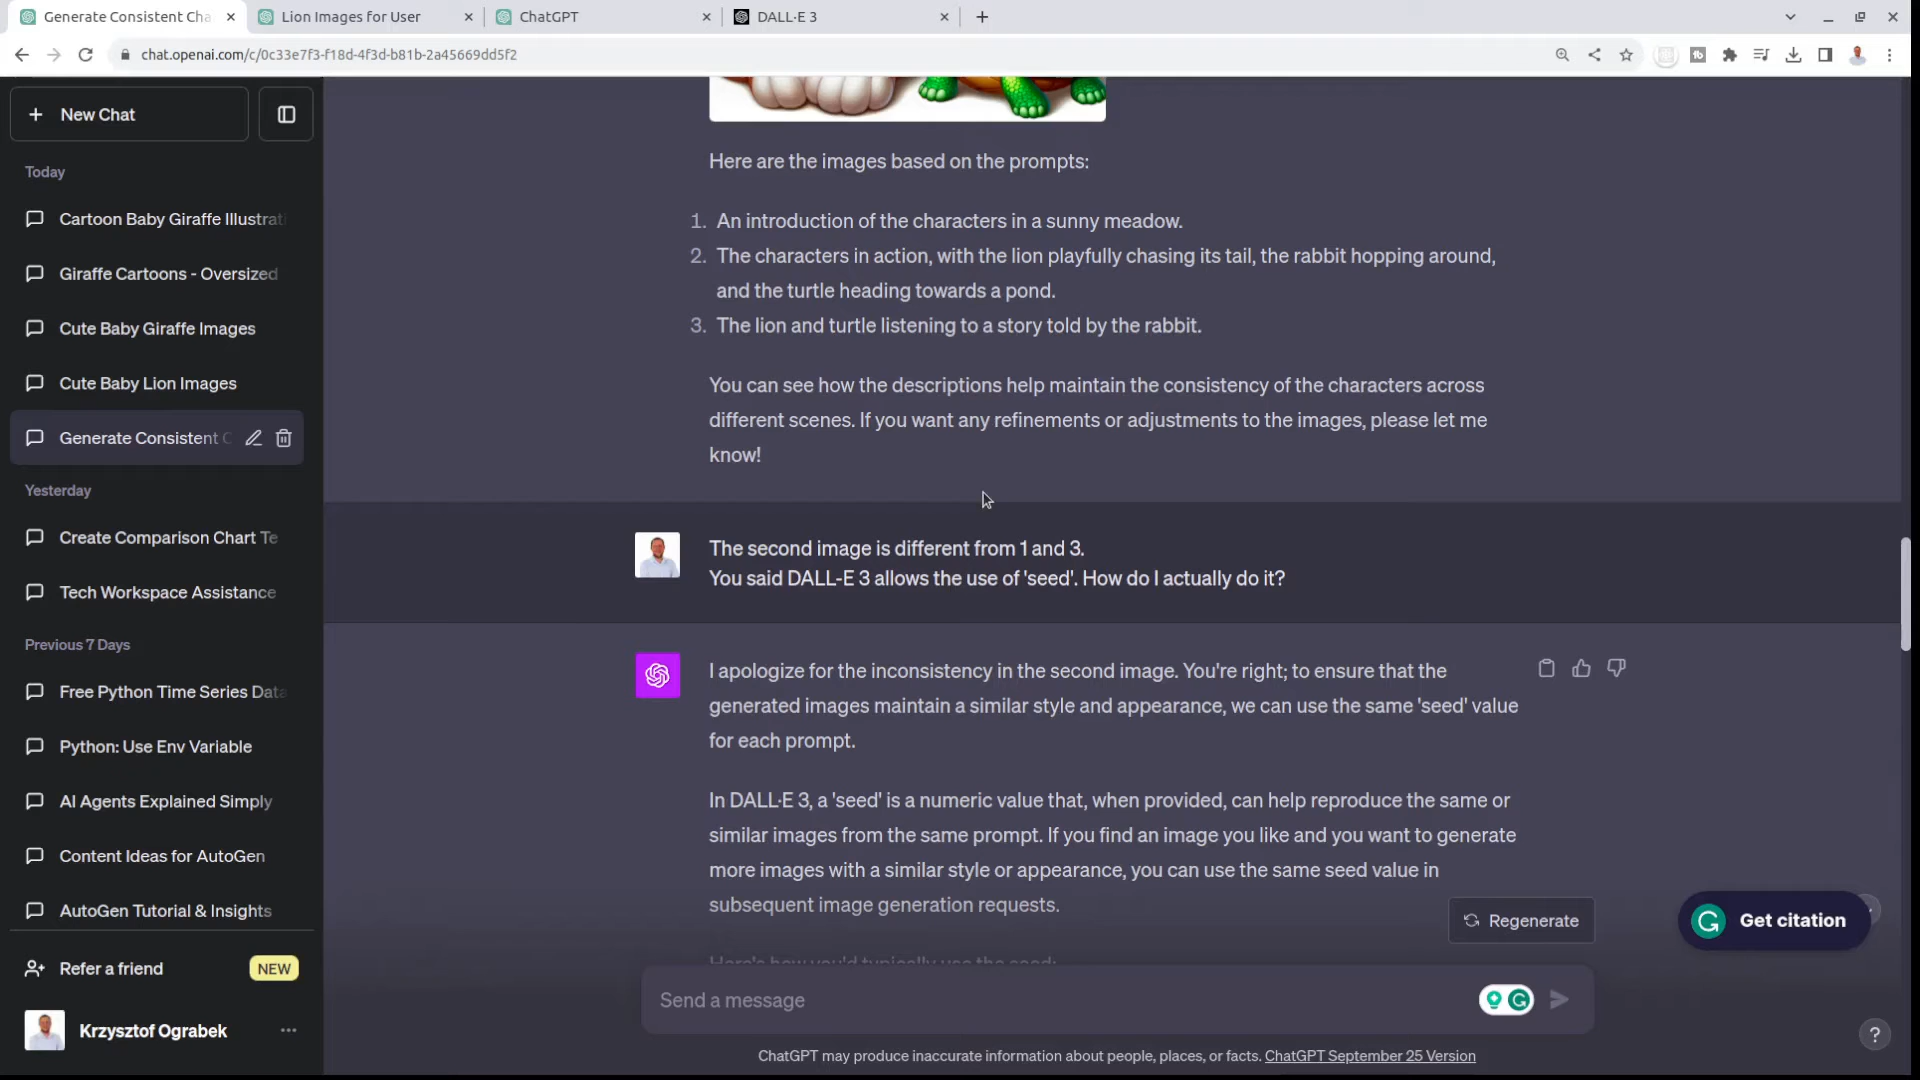 Generate Consistent Cha
Lion Images for User
ChatGPT
DALL·E 3
chat.openai.com/c/0c33e7f3-f18d-4f3d-b81b-2a45669dd5f2
New Chat
Today
Cartoon Baby Giraffe Illustrat
Giraffe Cartoons - Oversized
Cute Baby Giraffe Images
Cute Baby Lion Images
Generate Consistent C
Yesterday
Create Comparison Chart Te
Tech Workspace Assistance
Previous 7 Days
Free Python Time Series Data
Python: Use Env Variable
AI Agents Explained Simply
Content Ideas for AutoGen
AutoGen Tutorial & Insights
Refer a friend
NEW
Krzysztof Ograbek
Here are the images based on the prompts:
1. An introduction of the characters in a sunny meadow.
2. The characters in action, with the lion playfully chasing its tail, the rabbit hopping around,
and the turtle heading towards a pond.
3. The lion and turtle listening to a story told by the rabbit.
You can see how the descriptions help maintain the consistency of the characters across
different scenes. If you want any refinements or adjustments to the images, please let me
know!
The second image is different from 1 and 3.
You said DALL-E 3 allows the use of 'seed'. How do I actually do it?
I apologize for the inconsistency in the second image. You're right; to ensure that the
generated images maintain a similar style and appearance, we can use the same 'seed' value
for each prompt.
In DALL·E 3, a 'seed' is a numeric value that, when provided, can help reproduce the same or
similar images from the same prompt. If you find an image you like and you want to generate
more images with a similar style or appearance, you can use the same seed value in
subsequent image generation requests.
Here's how you'd typically use the seed:
Regenerate
Get citation
Send a message
ChatGPT may produce inaccurate information about people, places, or facts. ChatGPT September 25 Version
?